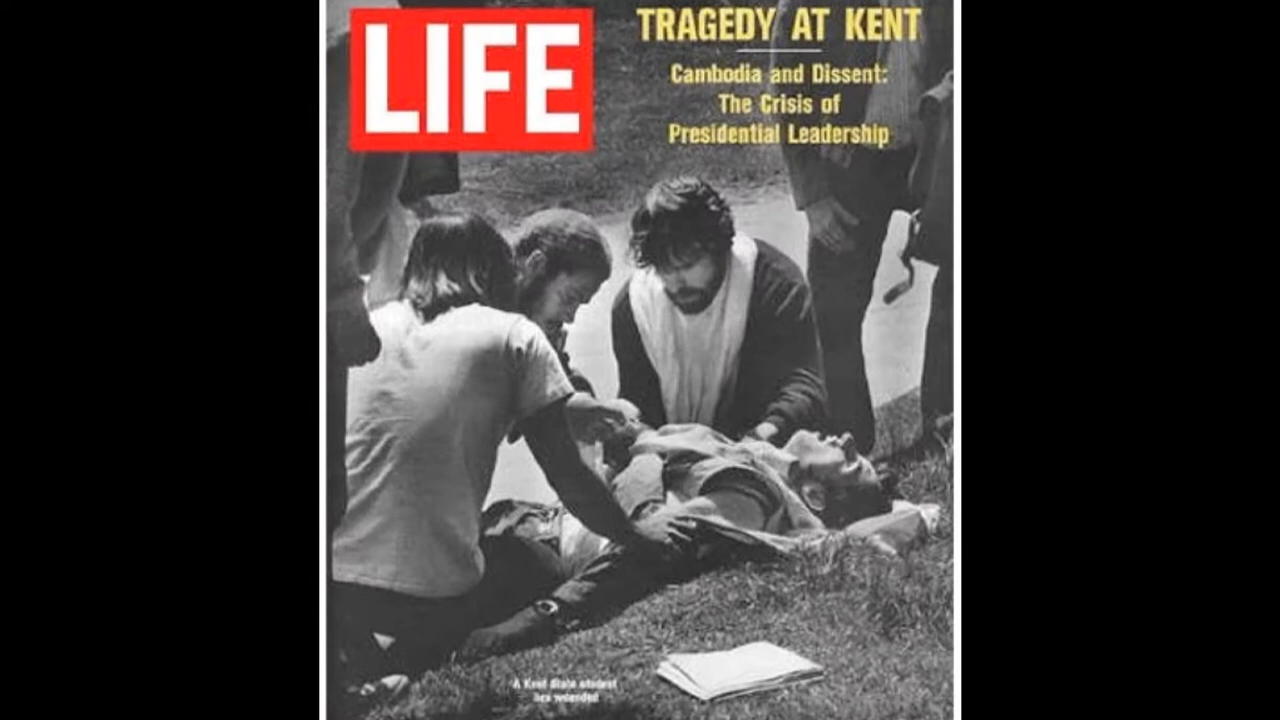 LIFE
TRAGEDY AT KENT
Cambodia and Dissent:
The Crisis of
Presidential Leadership
A Kent State student
lies wounded